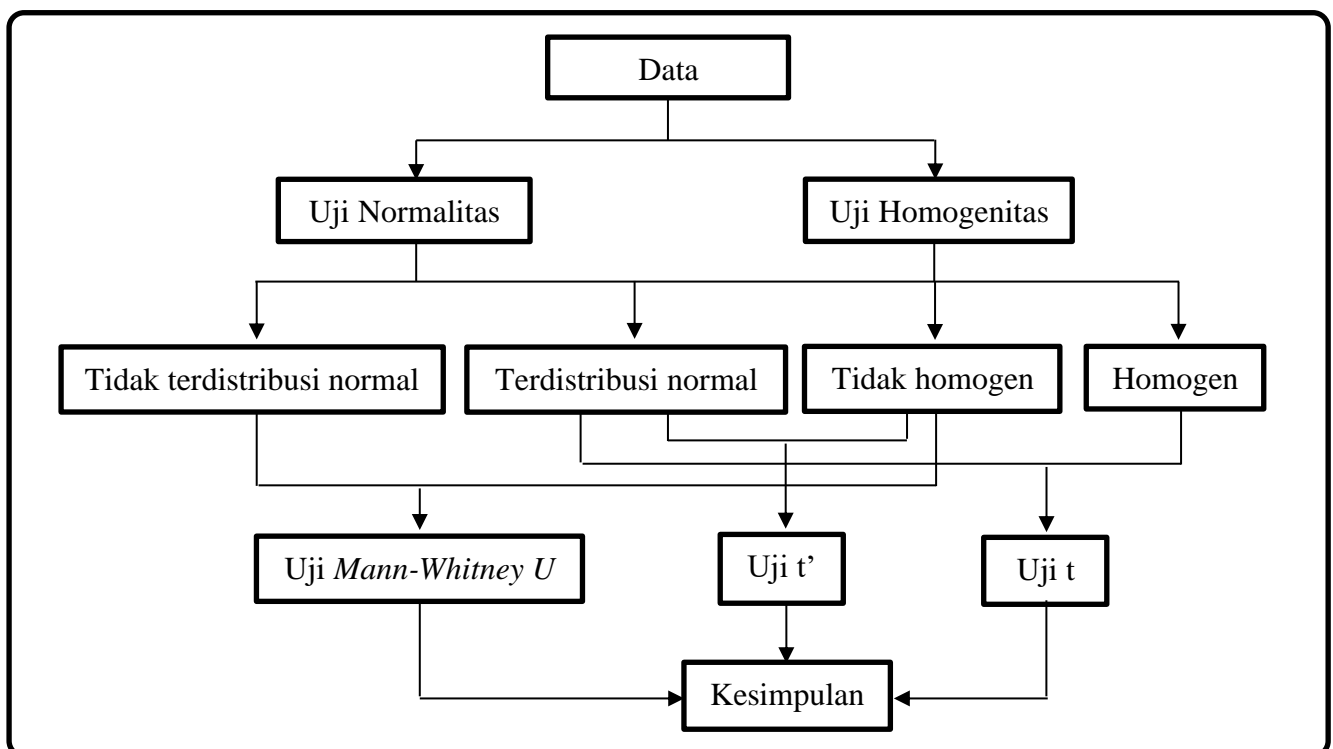 Data
Uji Normalitas
Uji Homogenitas
Tidak terdistribusi normal
Terdistribusi normal
Tidak homogen
Homogen
Uji Mann-Whitney U
Uji t’
Uji t
Kesimpulan